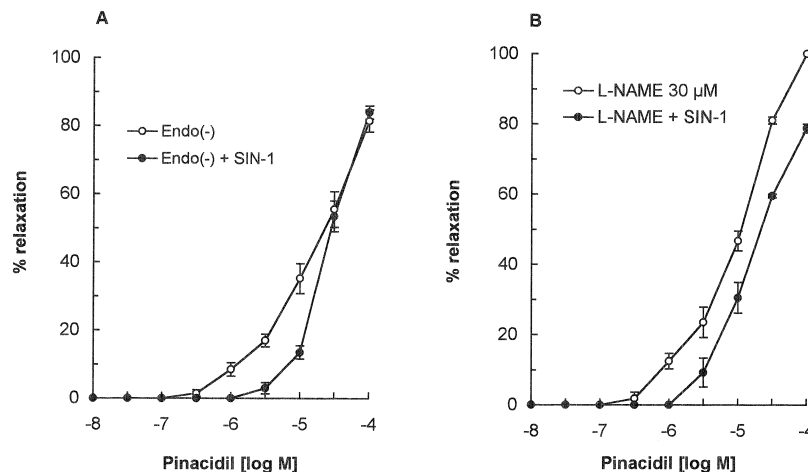 A
100
80
60
40
20
0
% relaxation
Endo(-)
Endo(-) + SIN-1
-8 -7 -6 -5 -4
Pinacidil [log M]
B
100
80
60
40
20
0
% relaxation
L-NAME 30 µM
L-NAME + SIN-1
-8 -7 -6 -5 -4
Pinacidil [log M]